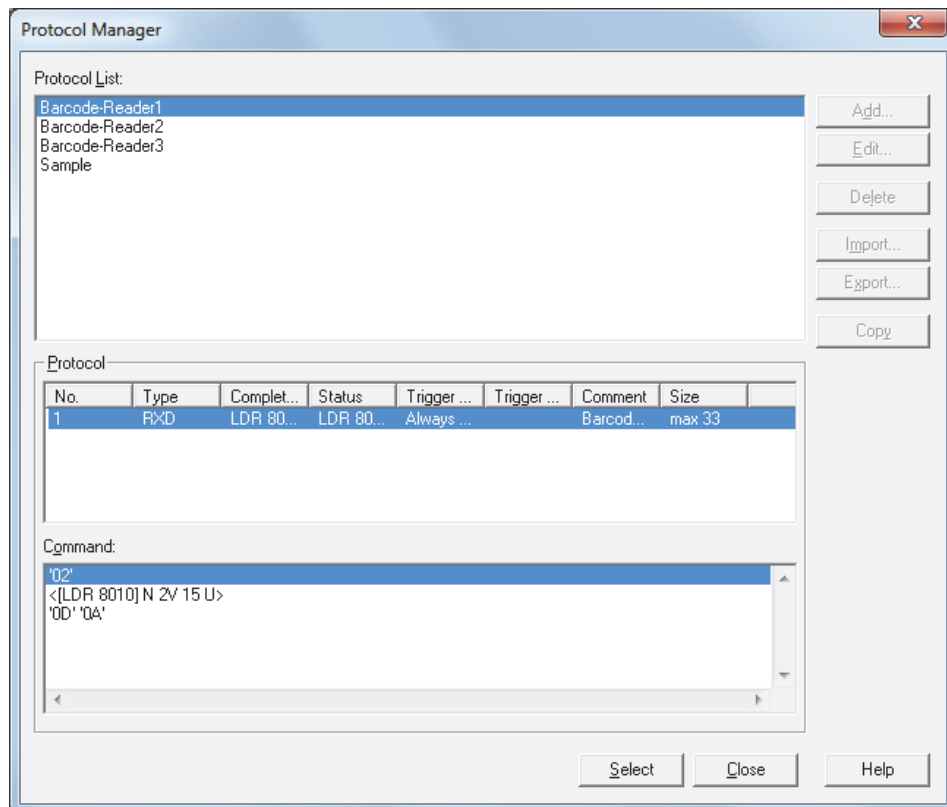 Protocol Manager
Protocol List:
Barcode-Reader1
Barcode-Reader2
Barcode-Reader3
Sample
Add...
Edit...
Delete
Import...
Export...
Copy
Protocol
No. Type Complet... Status Trigger ... Trigger ... Comment Size
1 RXD LDR 80... LDR 80... Always ... Barcod... max 33
Command:
'02'
<[LDR 8010] N 2V 15 U>
'0D' '0A'
Select Close Help